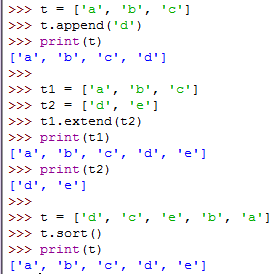 >>> t = ['a', 'b', 'c']
>>> t.append('d')
>>> print(t)
['a', 'b', 'c', 'd']
>>>
>>> t1 = ['a', 'b', 'c']
>>> t2 = ['d', 'e']
>>> t1.extend(t2)
>>> print(t1)
['a', 'b', 'c', 'd', 'e']
>>> print(t2)
['d', 'e']
>>>
>>> t = ['d', 'c', 'e', 'b', 'a']
>>> t.sort()
>>> print(t)
['a', 'b', 'c', 'd', 'e']